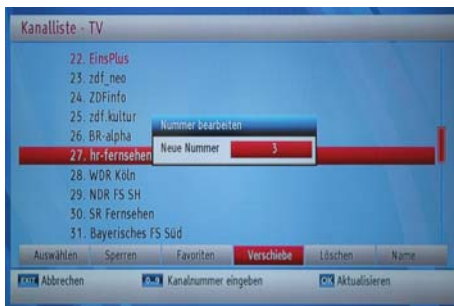 Kanalliste - TV
22. EinsPlus
23. zdf_neo
24. ZDFinfo
25. zdf.kultur
26. BR-alpha
Nummer bearbeiten
Neue Nummer 3
27. hr-fernsehen
28. WDR Köln
29. NDR FS SH
30. SR Fernsehen
31. Bayerisches FS Süd
Auswählen Sperren Favoriten Verschiebe Löschen Name
EXIT Abbrechen 0..9 Kanalnummer eingeben OK Aktualisieren